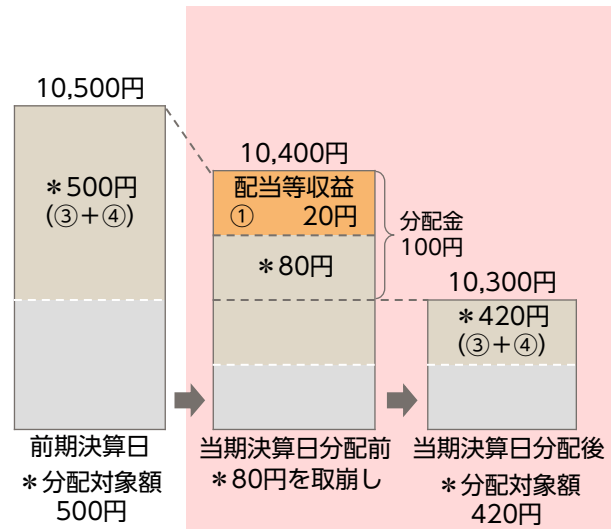 10,500円
＊500円
(③＋④)
前期決算日
＊分配対象額
500円
10,400円
配当等収益
① 20円
＊80円
分配金
100円
当期決算日分配前
＊80円を取崩し
10,300円
＊420円
(③＋④)
当期決算日分配後
＊分配対象額
420円